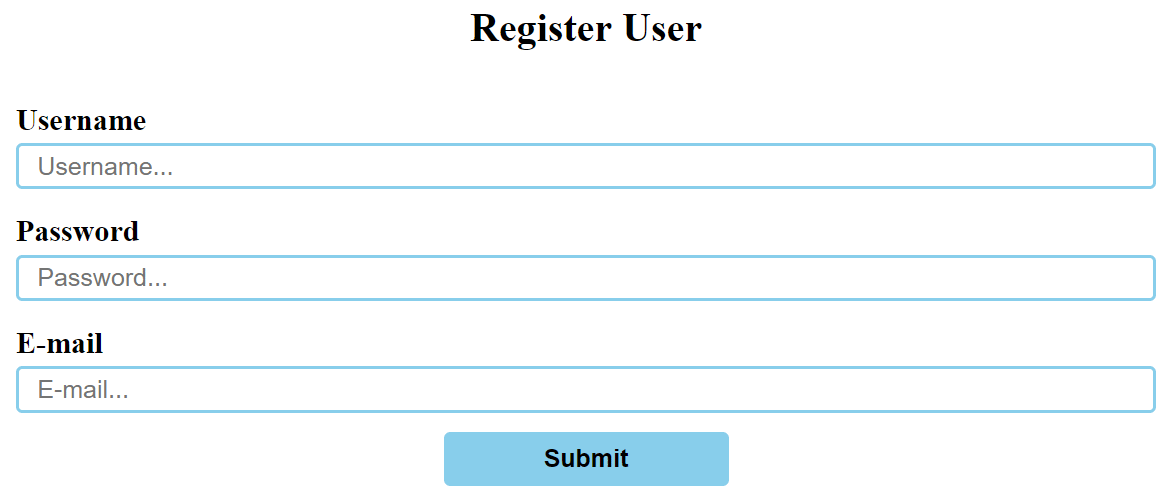 Register User
Username
Username...
Password
Password...
E-mail
E-mail...
Submit